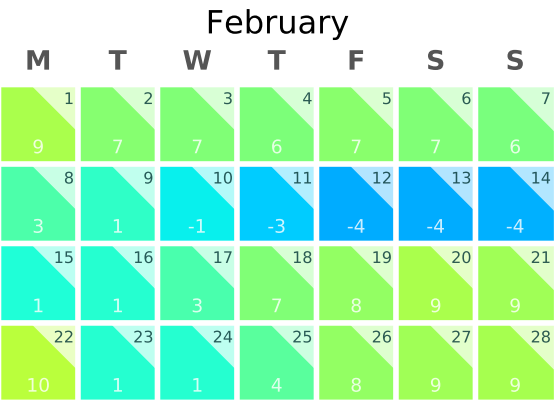 February
M T W T F S S
1 2 3 4 5 6 7
9 7 7 6 7 7 6
8 9 10 11 12 13 14
3 1 -1 -3 -4 -4 -4
15 16 17 18 19 20 21
1 1 3 7 8 9 9
22 23 24 25 26 27 28
10 1 1 4 8 9 9